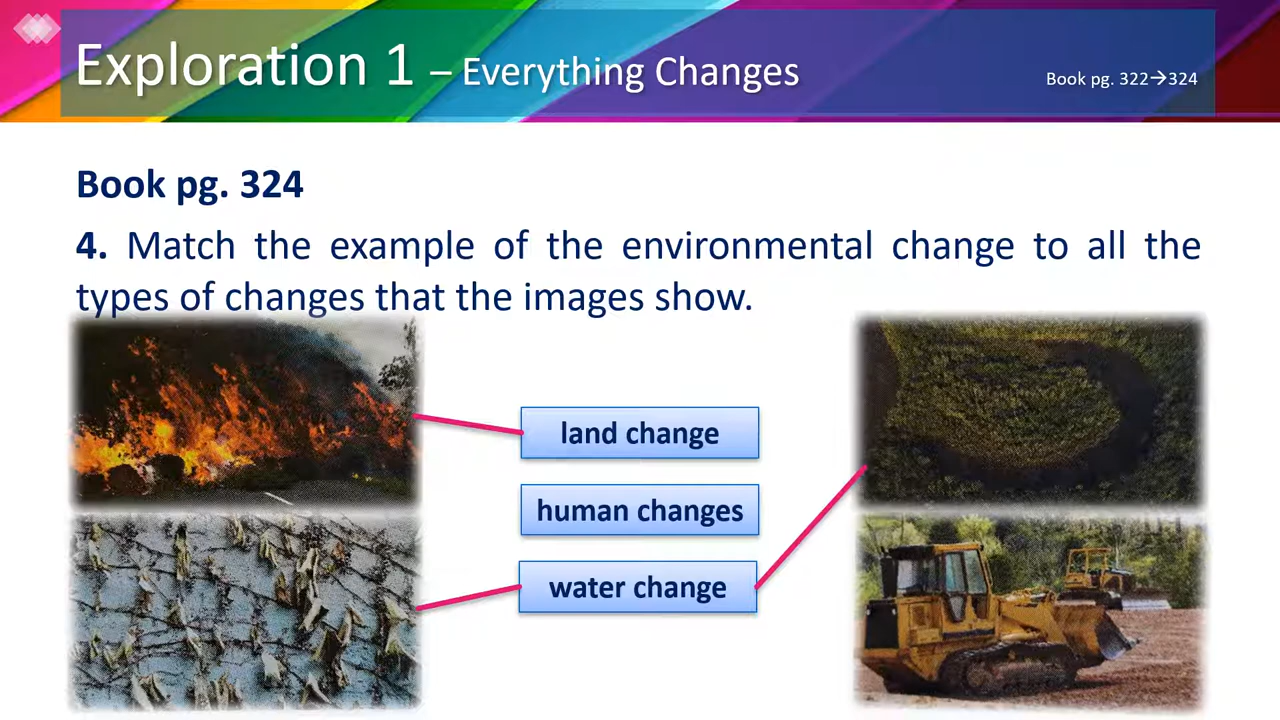 Exploration 1 – Everything Changes
Book pg. 322→324
Book pg. 324
4. Match the example of the environmental change to all the
types of changes that the images show.
land change
human changes
water change